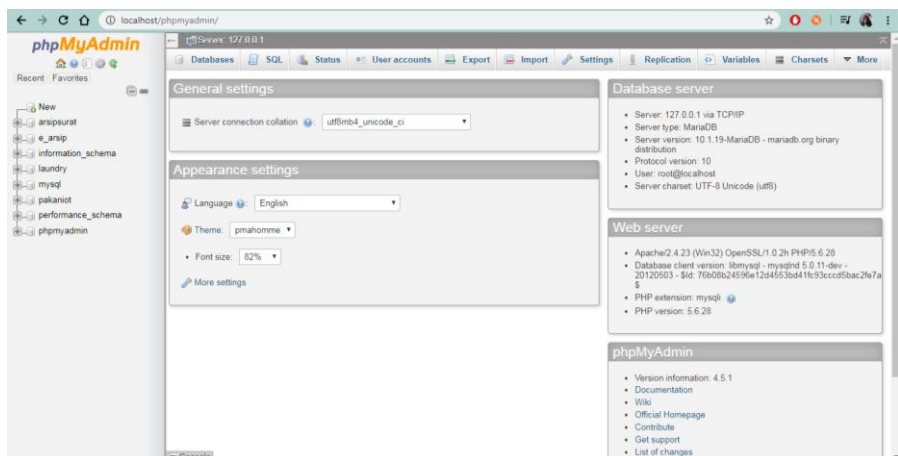 localhost/phpmyadmin/
phpMyAdmin
Recent Favorites
New
arsipsurat
e_arsip
information_schema
laundry
mysql
pakaniot
performance_schema
phpmyadmin
Server: 127.0.0.1
Databases SQL Status User accounts Export Import Settings Replication Variables Charsets More
General settings
Server connection collation : utf8mb4_unicode_ci
Appearance settings
Language : English
Theme: pmahomme
Font size: 82%
More settings
Database server
Server: 127.0.0.1 via TCP/IP
Server type: MariaDB
Server version: 10.1.19-MariaDB - mariadb.org binary
distribution
Protocol version: 10
User: root@localhost
Server charset: UTF-8 Unicode (utf8)
Web server
Apache/2.4.23 (Win32) OpenSSL/1.0.2h PHP/5.6.28
Database client version: libmysql - mysqlnd 5.0.11-dev -
20120503 - $Id: 76b08b24596e12d4553bd41fc93cccd5bac2fe7a
$
PHP extension: mysqli
PHP version: 5.6.28
phpMyAdmin
Version information: 4.5.1
Documentation
Wiki
Official Homepage
Contribute
Get support
List of changes